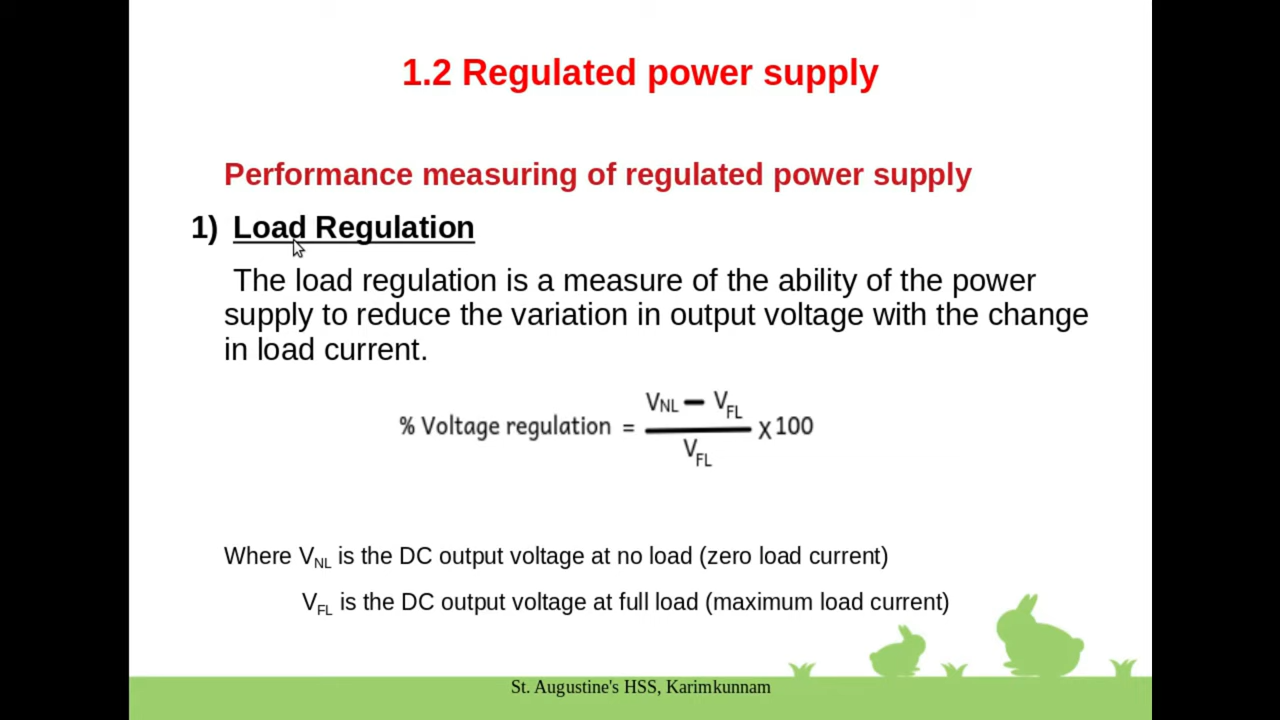 1.2 Regulated power supply
Performance measuring of regulated power supply
1) Load Regulation
The load regulation is a measure of the ability of the power
supply to reduce the variation in output voltage with the change
in load current.
% Voltage regulation = (VNL − VFL) / VFL X 100
Where VNL is the DC output voltage at no load (zero load current)
VFL is the DC output voltage at full load (maximum load current)
St. Augustine's HSS, Karimkunnam